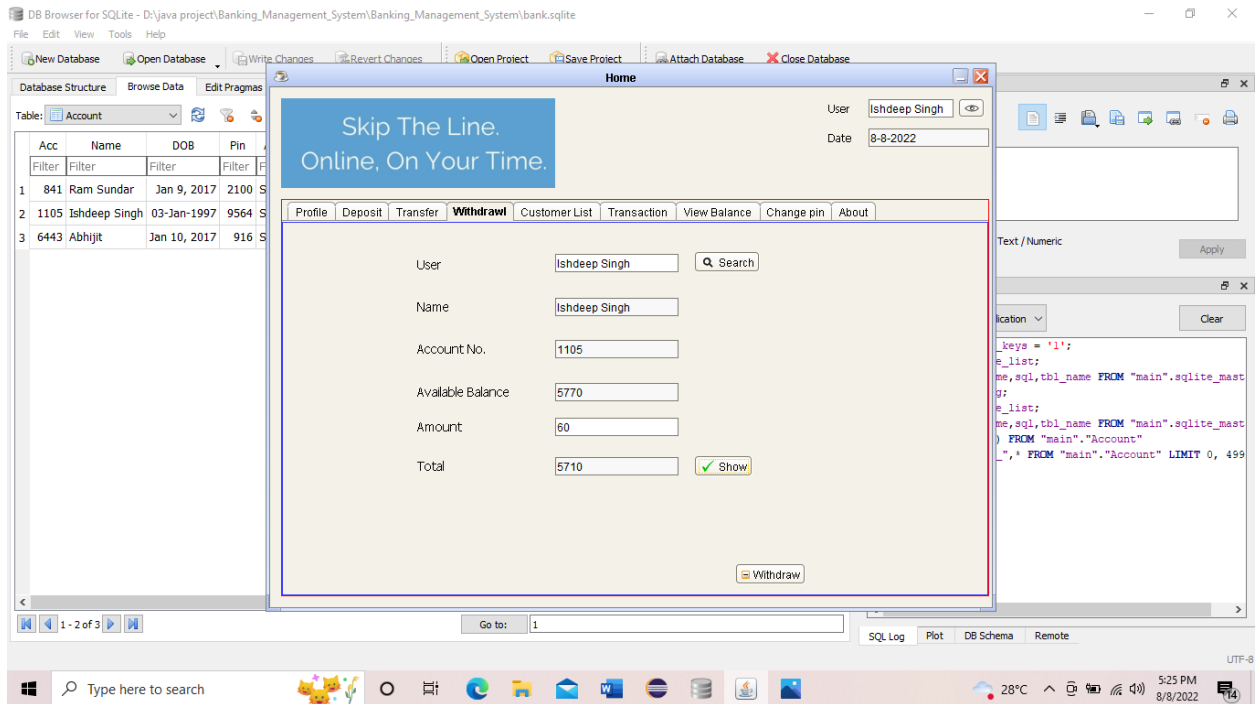 DB Browser for SQLite - D:\java project\Banking_Management_System\Banking_Management_System\bank.sqlite
File Edit View Tools Help
New Database Open Database Write Changes Revert Changes Open Project Save Project Attach Database Close Database
Database Structure Browse Data Edit Pragmas
Table: Account
Acc Name DOB Pin
Filter Filter Filter Filter
1 841 Ram Sundar Jan 9, 2017 2100 S
2 1105 Ishdeep Singh 03-Jan-1997 9564 S
3 6443 Abhijit Jan 10, 2017 916 S
1 - 2 of 3
Go to: 1
Home
Skip The Line.
Online, On Your Time.
User Ishdeep Singh
Date 8-8-2022
Profile Deposit Transfer Withdrawl Customer List Transaction View Balance Change pin About
User Ishdeep Singh Search
Name Ishdeep Singh
Account No. 1105
Available Balance 5770
Amount 60
Total 5710 Show
Withdraw
Text / Numeric
Apply
lication Clear
_keys = '1';
e_list;
me,sql,tbl_name FROM "main".sqlite_mast
g;
e_list;
me,sql,tbl_name FROM "main".sqlite_mast
) FROM "main"."Account"
_",* FROM "main"."Account" LIMIT 0, 499
SQL Log Plot DB Schema Remote
UTF-8
Type here to search
28°C
5:25 PM
8/8/2022
14